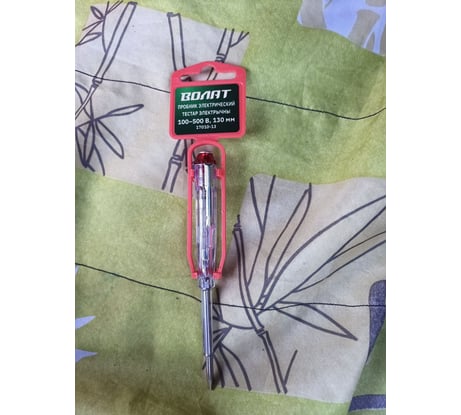 ВОЛАТ
ПРОБНИК ЭЛЕКТРИЧЕСКИЙ
ТЕСТАР ЭЛЕКТРЫЧНЫ
100-500 В, 130 мм
17010-13